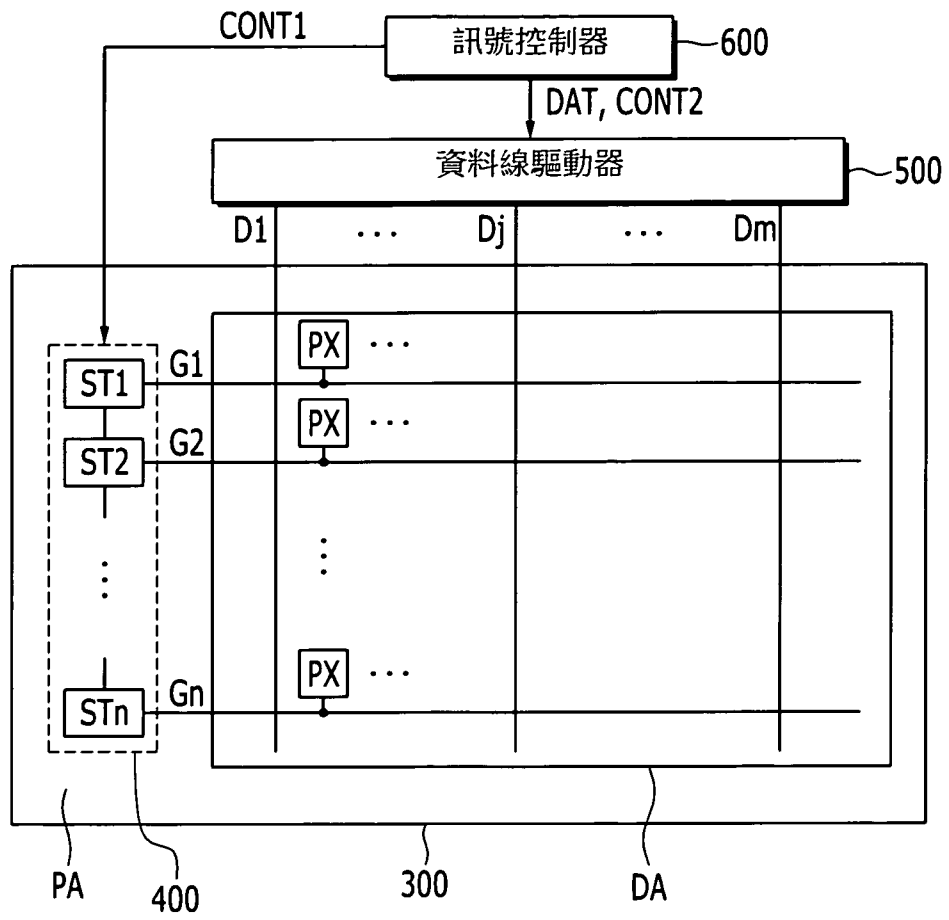 CONT1
訊號控制器
600
DAT, CONT2
資料線驅動器
500
D1 ... Dj ... Dm
PX ...
ST1 G1
PX ...
ST2 G2
PX ...
STn Gn
PA
400
300
DA